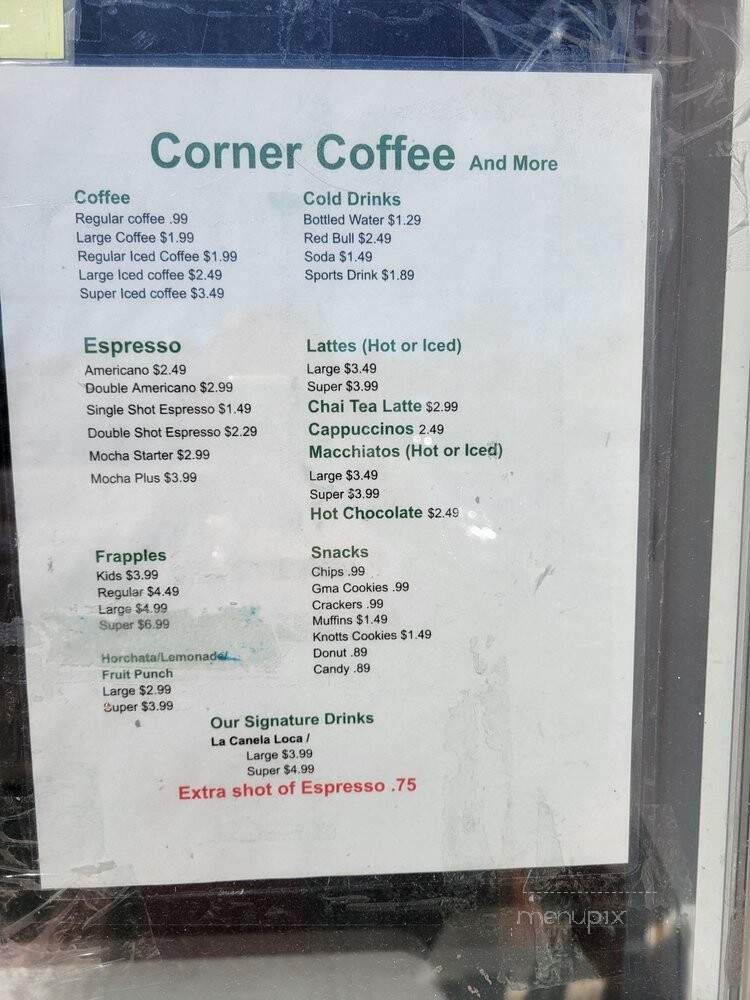 Corner Coffee And More
Coffee
Regular coffee .99
Large Coffee $1.99
Regular Iced Coffee $1.99
Large Iced coffee $2.49
Super Iced coffee $3.49
Cold Drinks
Bottled Water $1.29
Red Bull $2.49
Soda $1.49
Sports Drink $1.89
Espresso
Americano $2.49
Double Americano $2.99
Single Shot Espresso $1.49
Double Shot Espresso $2.29
Mocha Starter $2.99
Mocha Plus $3.99
Lattes (Hot or Iced)
Large $3.49
Super $3.99
Chai Tea Latte $2.99
Cappuccinos 2.49
Macchiatos (Hot or Iced)
Large $3.49
Super $3.99
Hot Chocolate $2.49
Frapples
Kids $3.99
Regular $4.49
Large $4.99
Super $6.99
Horchata/Lemonade/
Fruit Punch
Large $2.99
Super $3.99
Snacks
Chips .99
Gma Cookies .99
Crackers .99
Muffins $1.49
Knotts Cookies $1.49
Donut .89
Candy .89
Our Signature Drinks
La Canela Loca /
Large $3.99
Super $4.99
Extra shot of Espresso .75
menupix